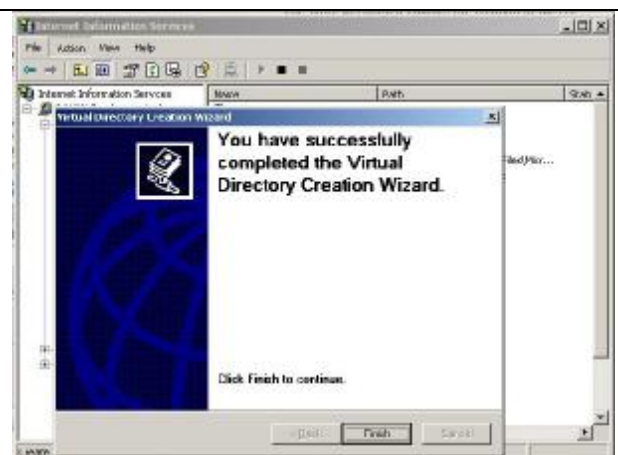 Internet Information Services
File Action View Help
Internet Information Services
Name Path Stat
Virtual Directory Creation Wizard
You have successfully
completed the Virtual
Directory Creation Wizard.
Click Finish to continue.
< Back Finish Cancel